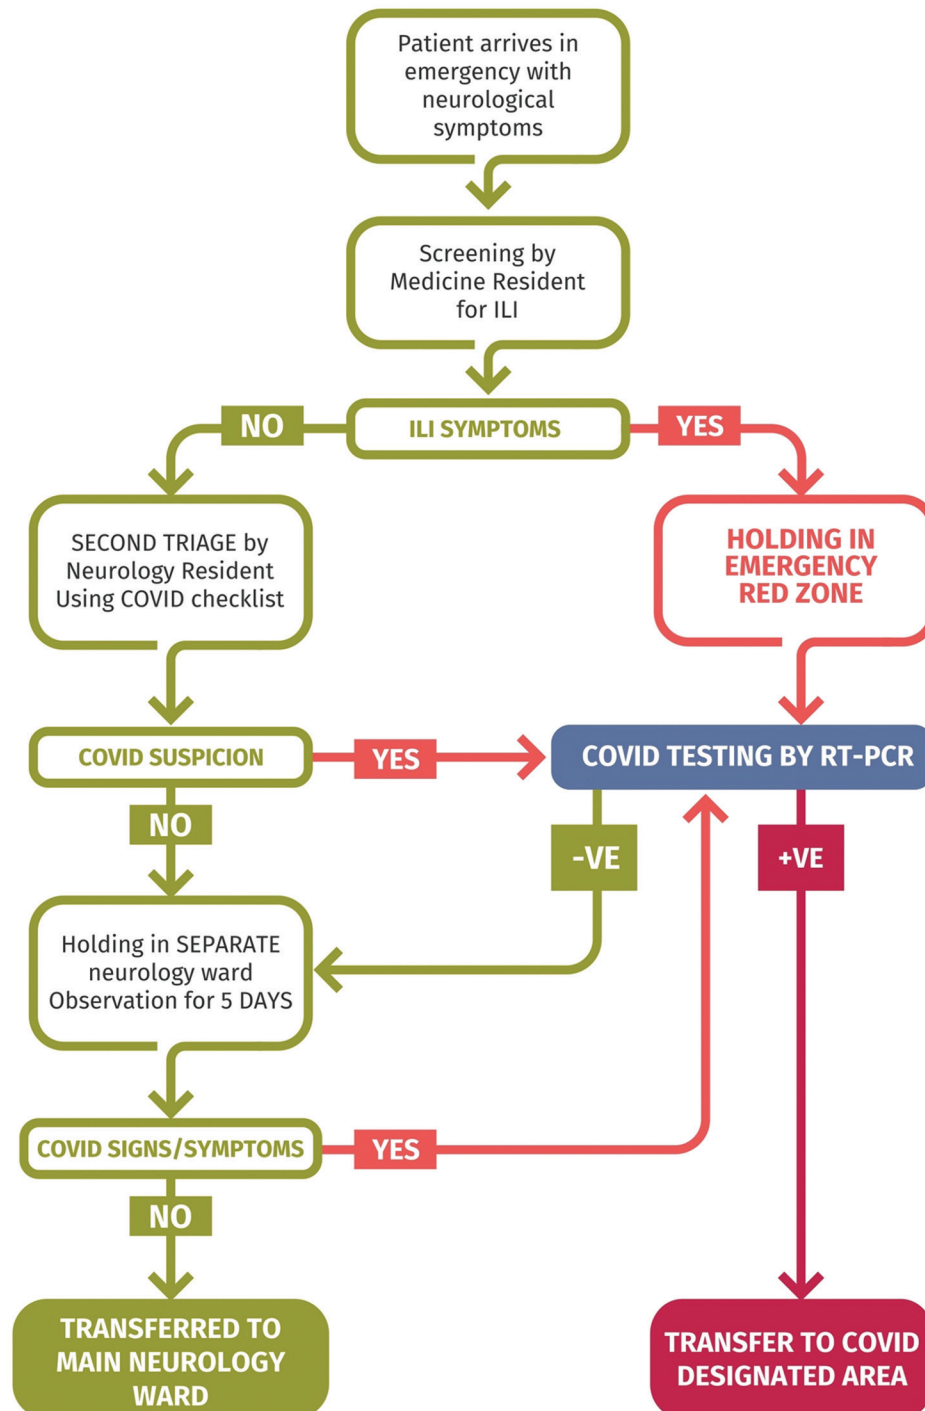 Patient arrives in
emergency with
neurological
symptoms
Screening by
Medicine Resident
for ILI
ILI SYMPTOMS
NO
YES
SECOND TRIAGE by
Neurology Resident
Using COVID checklist
HOLDING IN
EMERGENCY
RED ZONE
COVID SUSPICION
YES
COVID TESTING BY RT-PCR
NO
-VE
+VE
Holding in SEPARATE
neurology ward
Observation for 5 DAYS
COVID SIGNS/SYMPTOMS
YES
NO
TRANSFERRED TO
MAIN NEUROLOGY
WARD
TRANSFER TO COVID
DESIGNATED AREA